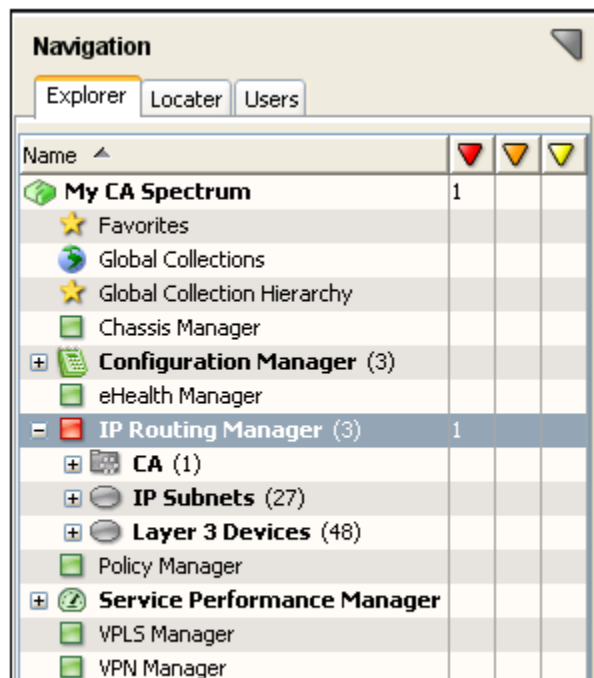 Navigation
Explorer Locater Users
Name
My CA Spectrum 1
Favorites
Global Collections
Global Collection Hierarchy
Chassis Manager
Configuration Manager (3)
eHealth Manager
IP Routing Manager (3) 1
CA (1)
IP Subnets (27)
Layer 3 Devices (48)
Policy Manager
Service Performance Manager
VPLS Manager
VPN Manager